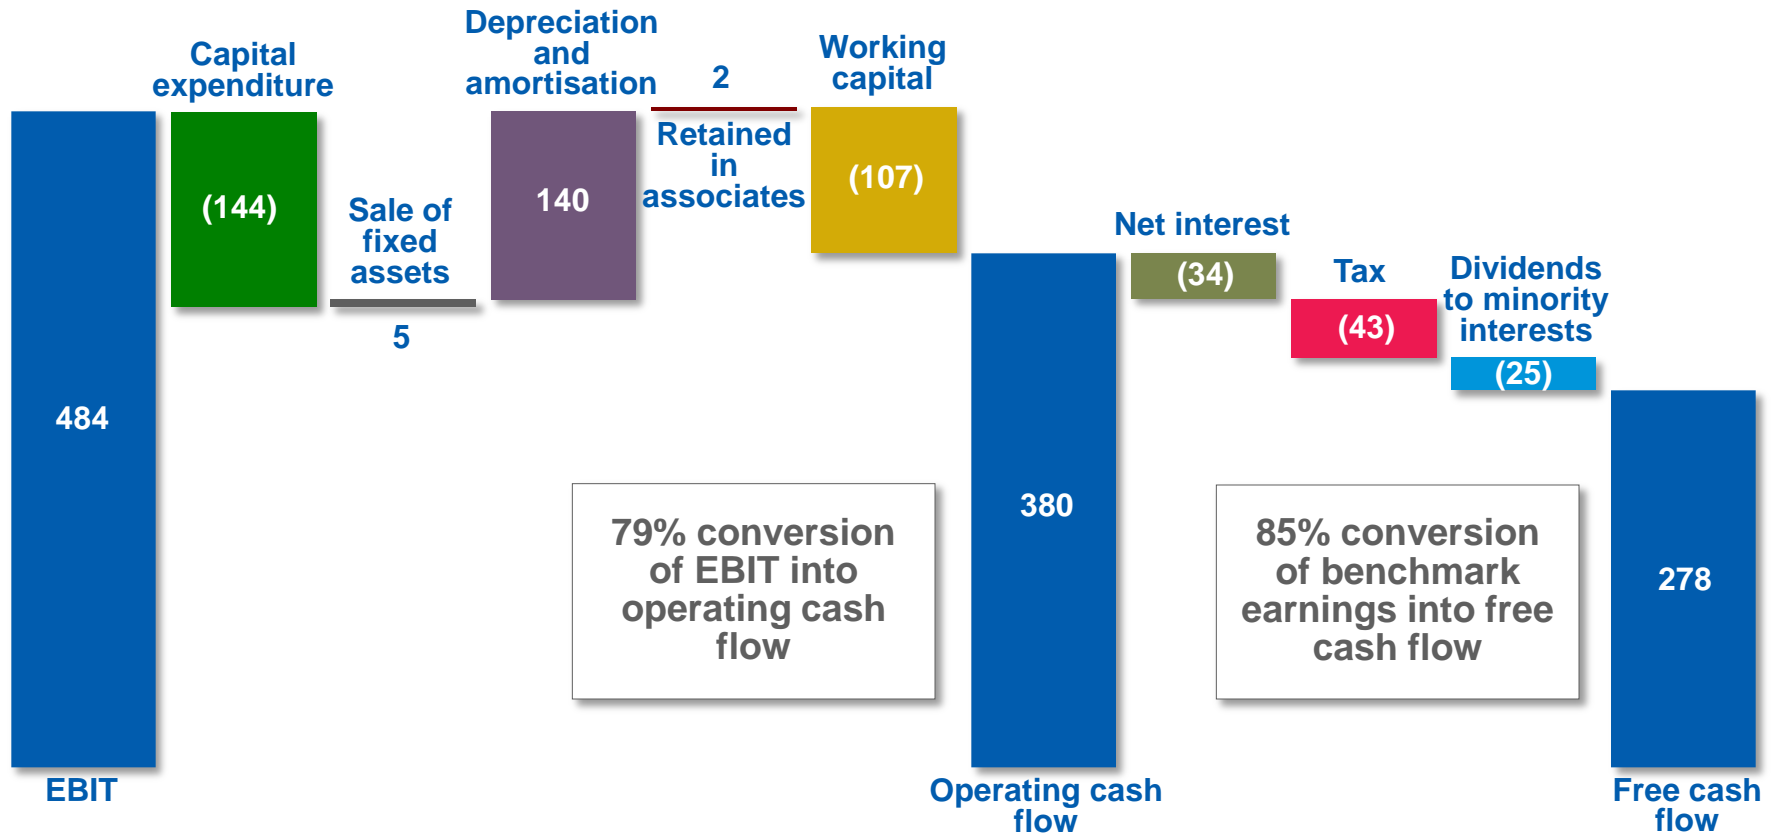 Capital
expenditure
(144)
Sale of
fixed
assets
5
Depreciation
and
amortisation
140
2
Retained
in
associates
Working
capital
(107)
484
EBIT
79% conversion
of EBIT into
operating cash
flow
380
Operating cash
flow
Net interest
(34)
Tax
(43)
Dividends
to minority
interests
(25)
85% conversion
of benchmark
earnings into free
cash flow
278
Free cash
flow